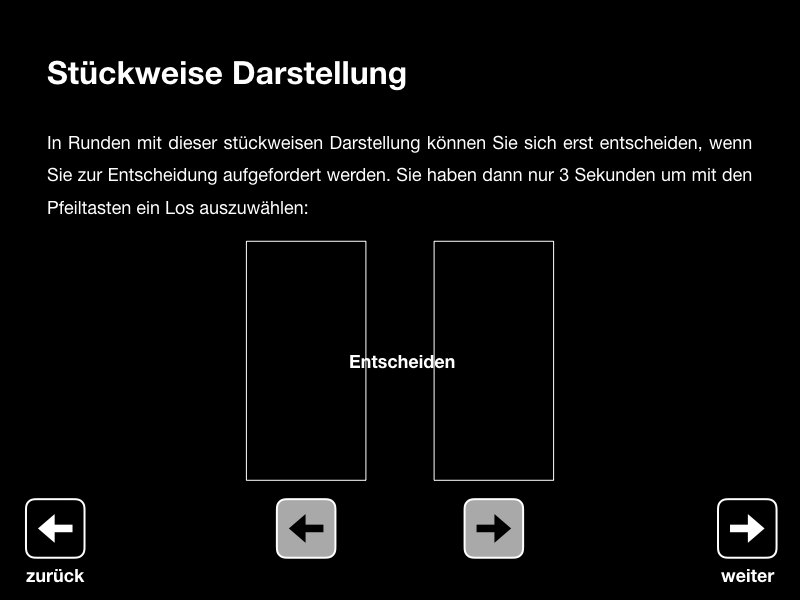 Stückweise Darstellung
In Runden mit dieser stückweisen Darstellung können Sie sich erst entscheiden, wenn
Sie zur Entscheidung aufgefordert werden. Sie haben dann nur 3 Sekunden um mit den
Pfeiltasten ein Los auszuwählen:
Entscheiden
zurück
weiter